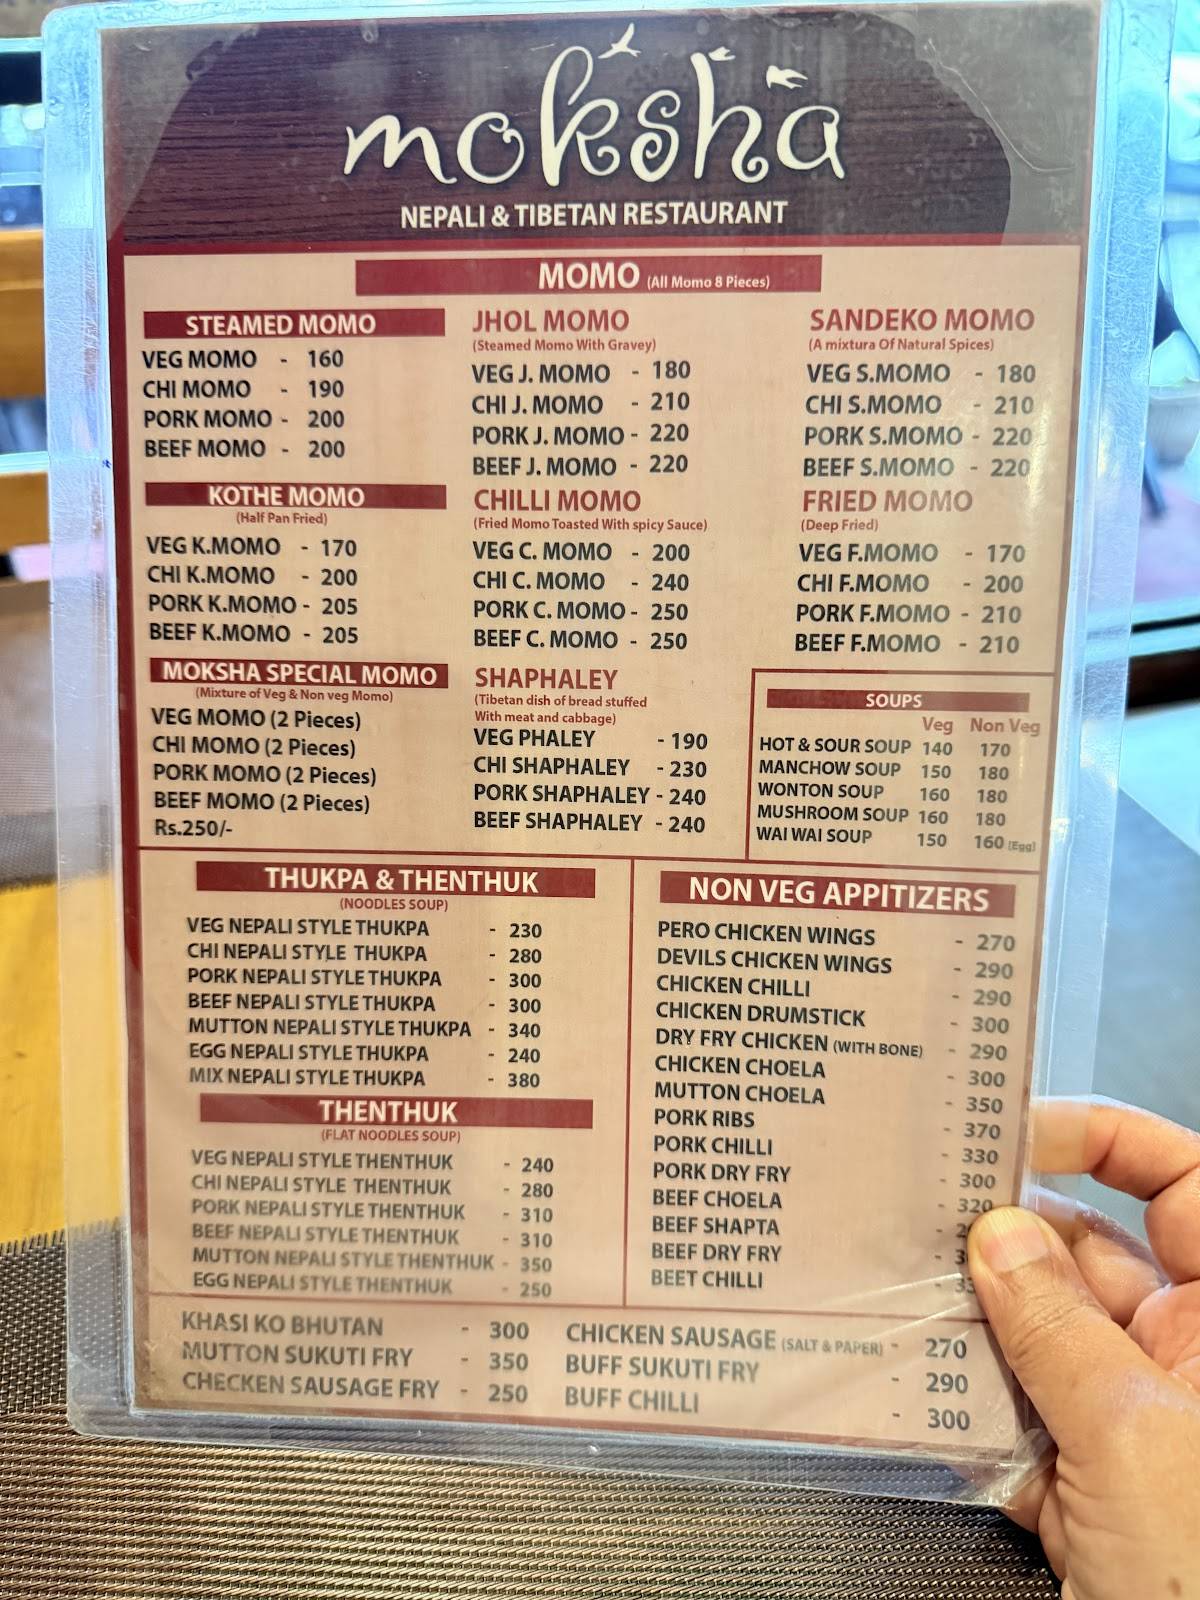 moksha
NEPALI & TIBETAN RESTAURANT
MOMO (All Momo 8 Pieces)
STEAMED MOMO
VEG MOMO - 160
CHI MOMO - 190
PORK MOMO - 200
BEEF MOMO - 200
JHOL MOMO
(Steamed Momo With Gravey)
VEG J. MOMO - 180
CHI J. MOMO - 210
PORK J. MOMO - 220
BEEF J. MOMO - 220
SANDEKO MOMO
(A mixtura Of Natural Spices)
VEG S.MOMO - 180
CHI S.MOMO - 210
PORK S.MOMO - 220
BEEF S.MOMO - 220
KOTHE MOMO
(Half Pan Fried)
VEG K.MOMO - 170
CHI K.MOMO - 200
PORK K.MOMO - 205
BEEF K.MOMO - 205
CHILLI MOMO
(Fried Momo Toasted With spicy Sauce)
VEG C. MOMO - 200
CHI C. MOMO - 240
PORK C. MOMO - 250
BEEF C. MOMO - 250
FRIED MOMO
(Deep Fried)
VEG F.MOMO - 170
CHI F.MOMO - 200
PORK F.MOMO - 210
BEEF F.MOMO - 210
MOKSHA SPECIAL MOMO
(Mixture of Veg & Non veg Momo)
VEG MOMO (2 Pieces)
CHI MOMO (2 Pieces)
PORK MOMO (2 Pieces)
BEEF MOMO (2 Pieces)
Rs.250/-
SHAPHALEY
(Tibetan dish of bread stuffed
With meat and cabbage)
VEG PHALEY - 190
CHI SHAPHALEY - 230
PORK SHAPHALEY - 240
BEEF SHAPHALEY - 240
SOUPS
Veg Non Veg
HOT & SOUR SOUP 140 170
MANCHOW SOUP 150 180
WONTON SOUP 160 180
MUSHROOM SOUP 160 180
WAI WAI SOUP 150 160 (Egg)
THUKPA & THENTHUK
(NOODLES SOUP)
VEG NEPALI STYLE THUKPA - 230
CHI NEPALI STYLE THUKPA - 280
PORK NEPALI STYLE THUKPA - 300
BEEF NEPALI STYLE THUKPA - 300
MUTTON NEPALI STYLE THUKPA - 340
EGG NEPALI STYLE THUKPA - 240
MIX NEPALI STYLE THUKPA - 380
THENTHUK
(FLAT NOODLES SOUP)
VEG NEPALI STYLE THENTHUK - 240
CHI NEPALI STYLE THENTHUK - 280
PORK NEPALI STYLE THENTHUK - 310
BEEF NEPALI STYLE THENTHUK - 310
MUTTON NEPALI STYLE THENTHUK - 350
EGG NEPALI STYLE THENTHUK - 250
NON VEG APPITIZERS
PERO CHICKEN WINGS - 270
DEVILS CHICKEN WINGS - 290
CHICKEN CHILLI - 290
CHICKEN DRUMSTICK - 300
DRY FRY CHICKEN (WITH BONE) - 290
CHICKEN CHOELA - 300
MUTTON CHOELA - 350
PORK RIBS - 370
PORK CHILLI - 330
PORK DRY FRY - 300
BEEF CHOELA - 320
BEEF SHAPTA -
BEEF DRY FRY -
BEET CHILLI -
KHASI KO BHUTAN - 300
MUTTON SUKUTI FRY - 350
CHECKEN SAUSAGE FRY - 250
CHICKEN SAUSAGE (SALT & PAPER) - 270
BUFF SUKUTI FRY - 290
BUFF CHILLI - 300